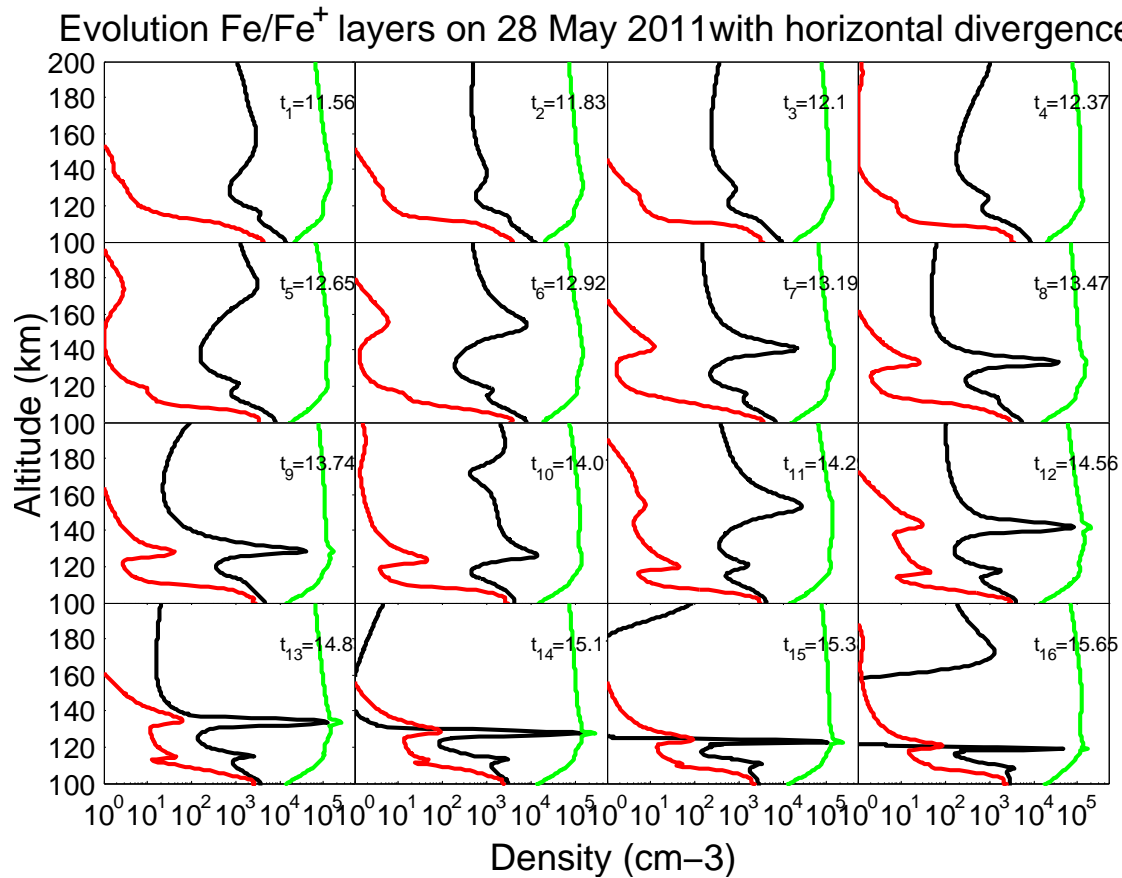 Evolution Fe/Fe+ layers on 28 May 2011with horizontal divergence
200
180
160
140
120
100
t1=11.56
t2=11.83
t3=12.1
t4=12.37
180
160
140
120
100
t5=12.65
t6=12.92
t7=13.19
t8=13.47
180
160
140
120
100
t9=13.74
t10=14.0
t11=14.2
t12=14.56
180
160
140
120
100
t13=14.8
t14=15.1
t15=15.3
t16=15.65
Altitude (km)
10^0 10^1 10^2 10^3 10^4 10^5
10^0 10^1 10^2 10^3 10^4 10^5
10^0 10^1 10^2 10^3 10^4 10^5
10^0 10^1 10^2 10^3 10^4 10^5
Density (cm−3)